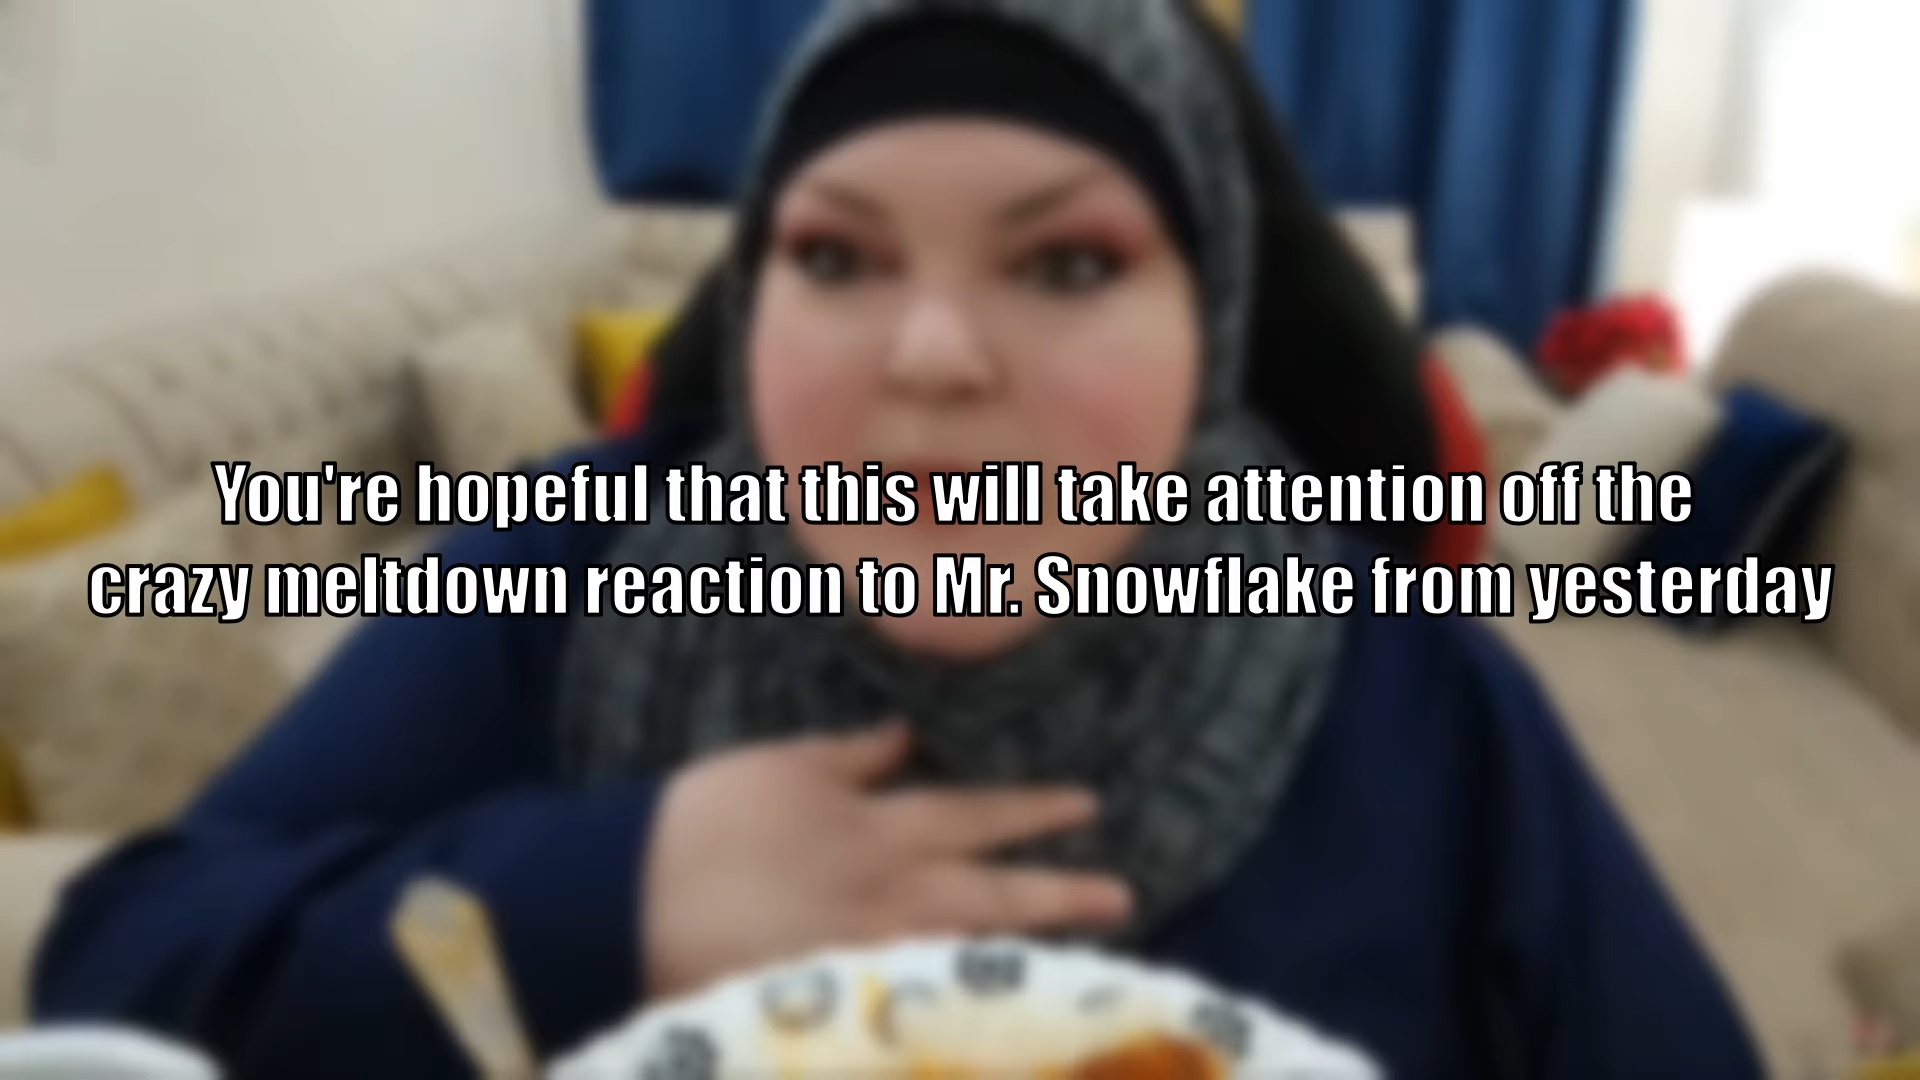 You're hopeful that this will take attention off the
crazy meltdown reaction to Mr. Snowflake from yesterday